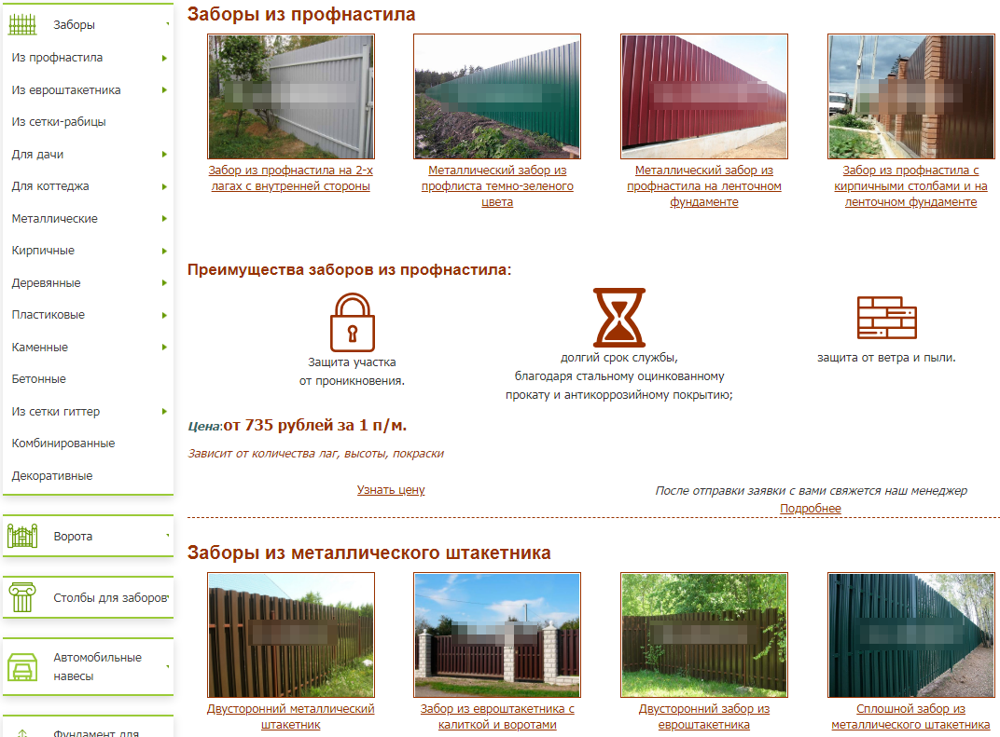 Заборы
Из профнастила
Из евроштакетника
Из сетки-рабицы
Для дачи
Для коттеджа
Металлические
Кирпичные
Деревянные
Пластиковые
Каменные
Бетонные
Из сетки гиттер
Комбинированные
Декоративные
Ворота
Столбы для заборов
Автомобильные
навесы
Фундамент для
Заборы из профнастила
Забор из профнастила на 2-х
лагах с внутренней стороны
Металлический забор из
профлиста темно-зеленого
цвета
Металлический забор из
профнастила на ленточном
фундаменте
Забор из профнастила с
кирпичными столбами и на
ленточном фундаменте
Преимущества заборов из профнастила:
Защита участка
от проникновения.
долгий срок службы,
благодаря стальному оцинкованному
прокату и антикоррозийному покрытию;
защита от ветра и пыли.
Цена:от 735 рублей за 1 п/м.
Зависит от количества лаг, высоты, покраски
Узнать цену
После отправки заявки с вами свяжется наш менеджер
Подробнее
Заборы из металлического штакетника
Двусторонний металлический
штакетник
Забор из евроштакетника с
калиткой и воротами
Двусторонний забор из
евроштакетника
Сплошной забор из
металлического штакетника